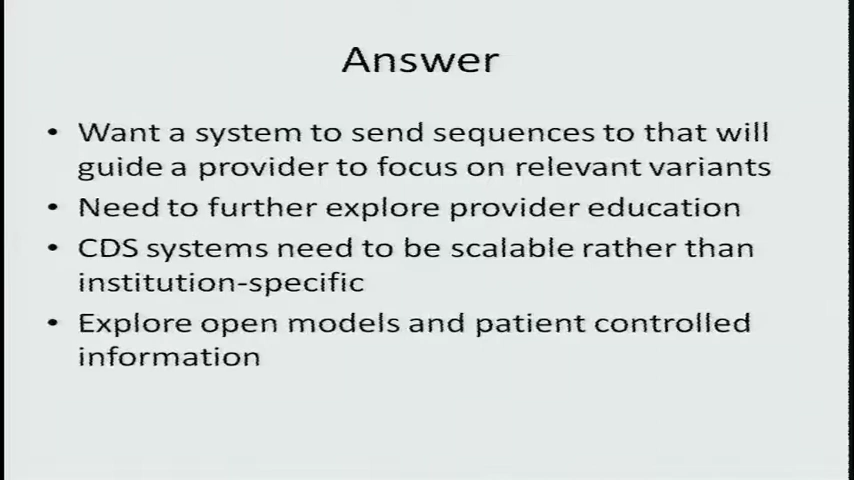 Answer
• Want a system to send sequences to that will
guide a provider to focus on relevant variants
• Need to further explore provider education
• CDS systems need to be scalable rather than
institution-specific
• Explore open models and patient controlled
information